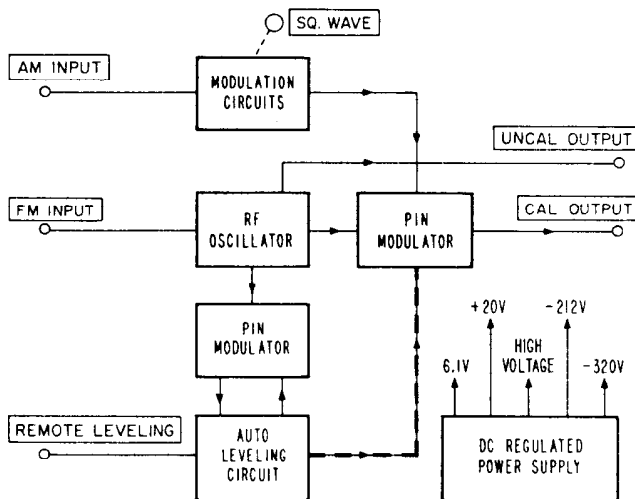 SQ. WAVE
AM INPUT
MODULATION
CIRCUITS
UNCAL OUTPUT
FM INPUT
RF
OSCILLATOR
PIN
MODULATOR
CAL OUTPUT
PIN
MODULATOR
+20V
-212V
6.1V
HIGH
VOLTAGE
-320V
REMOTE LEVELING
AUTO
LEVELING
CIRCUIT
DC REGULATED
POWER SUPPLY